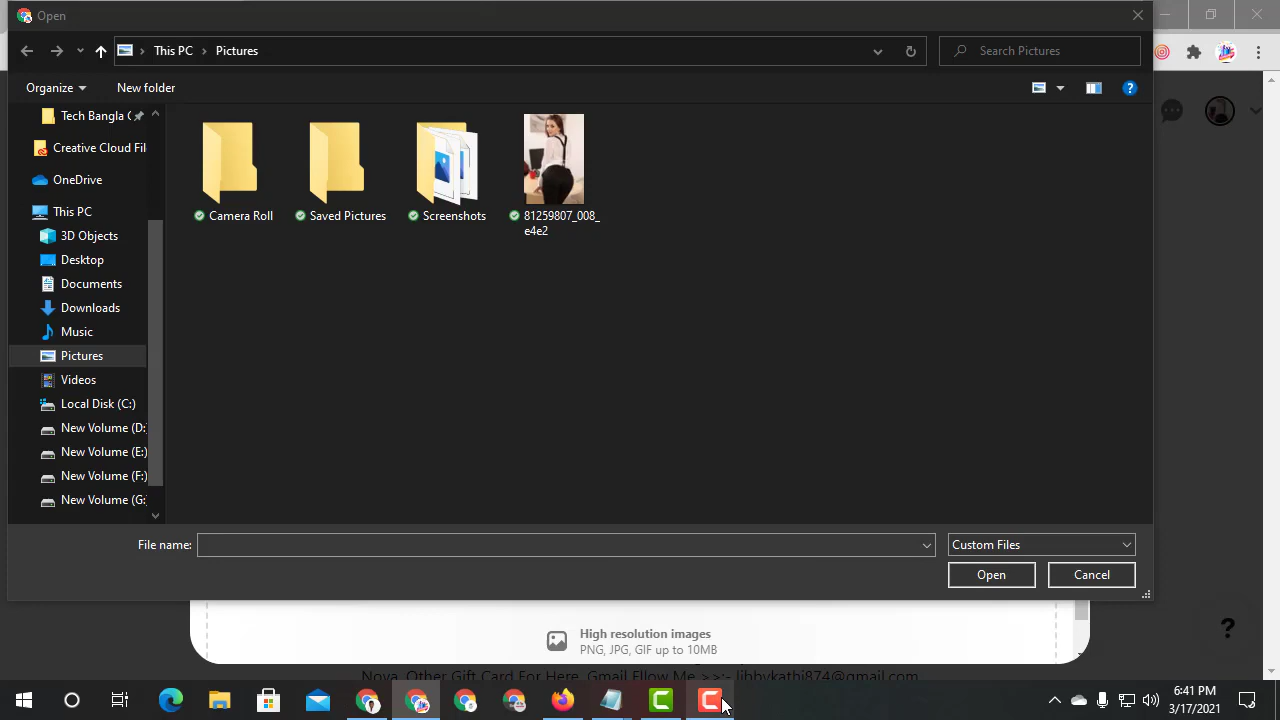 Open
This PC
Pictures
Search Pictures
Organize
New folder
Tech Bangla (
Creative Cloud Fil
OneDrive
This PC
3D Objects
Desktop
Documents
Downloads
Music
Pictures
Videos
Local Disk (C:)
New Volume (D:
New Volume (E:)
New Volume (F:)
New Volume (G:
Camera Roll
Saved Pictures
Screenshots
81259807_008_
e4e2
File name:
Custom Files
Open
Cancel
High resolution images
PNG, JPG, GIF up to 10MB
Nova, Other Gift Card For Here, Gmail Ellow Me >>:- libbykathi874@gmail.com
6:41 PM
3/17/2021